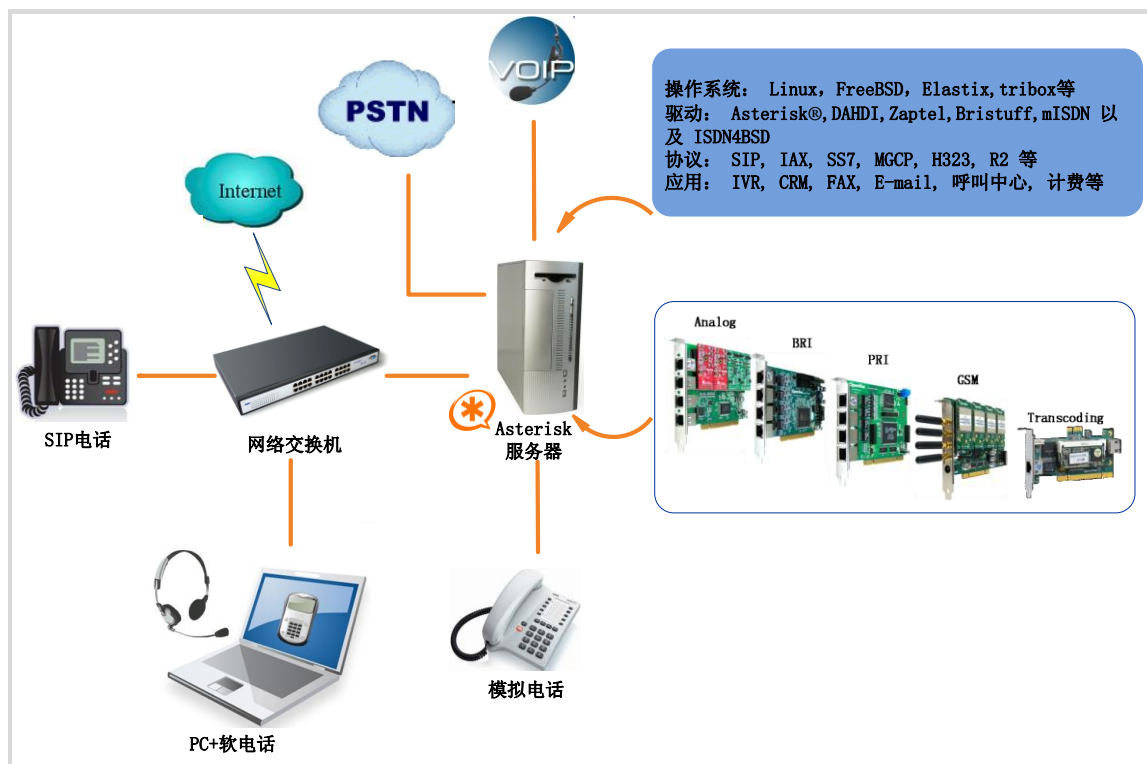 VOIP
PSTN
操作系统： Linux，FreeBSD，Elastix,tribox等
驱动： Asterisk®,DAHDI,Zaptel,Bristuff,mISDN 以
及 ISDN4BSD
协议： SIP, IAX, SS7, MGCP, H323, R2 等
应用： IVR, CRM, FAX, E-mail, 呼叫中心, 计费等
Internet
Analog
BRI
PRI
GSM
Transcoding
SIP电话
网络交换机
Asterisk
服务器
模拟电话
PC+软电话